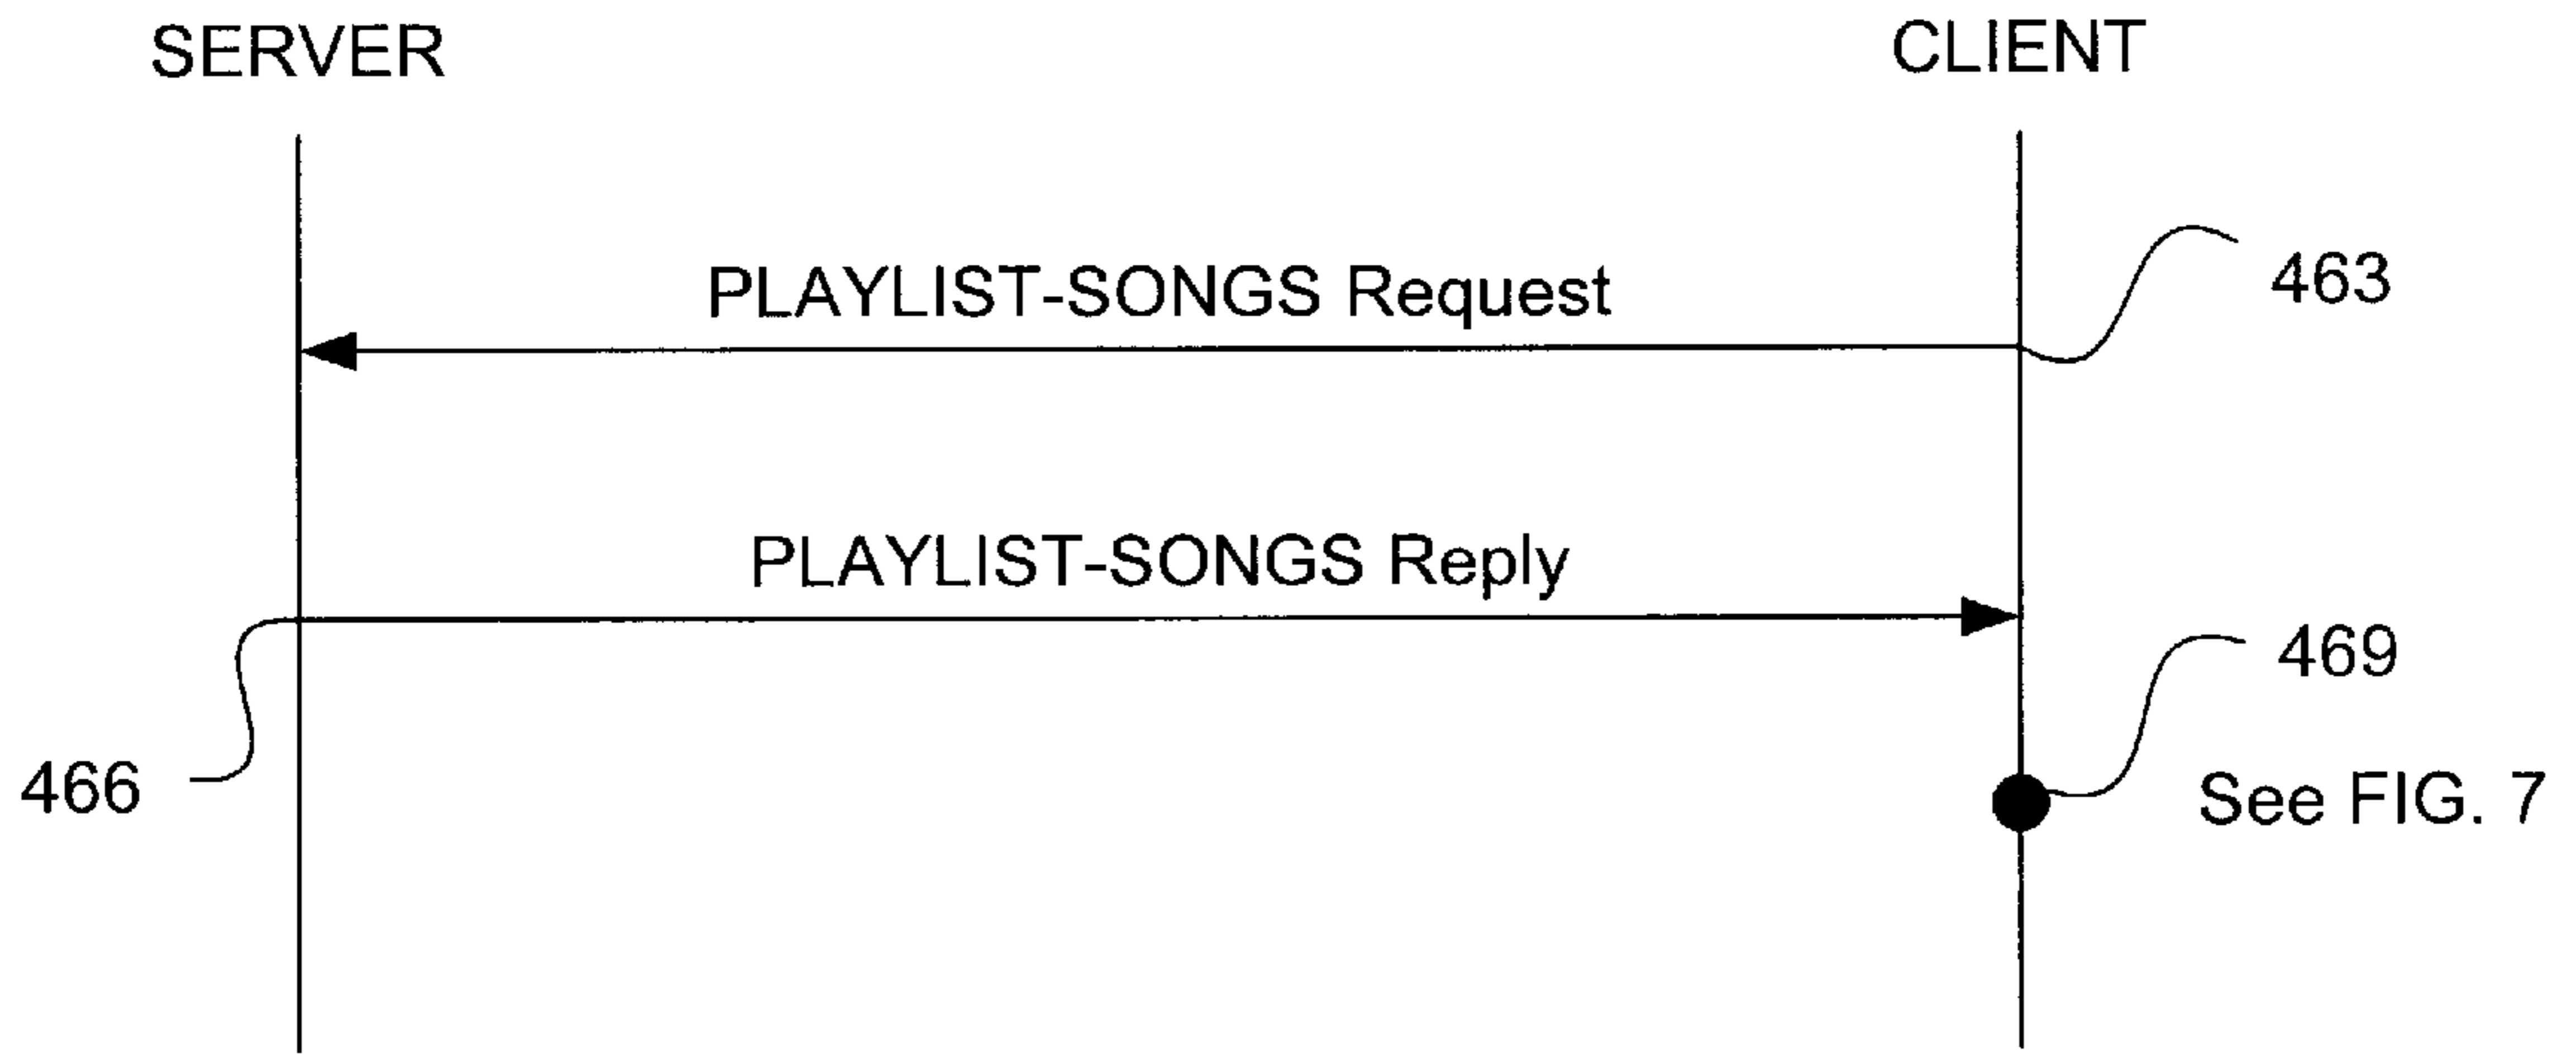 SERVER
CLIENT
PLAYLIST-SONGS Request
463
PLAYLIST-SONGS Reply
469
466
See FIG. 7